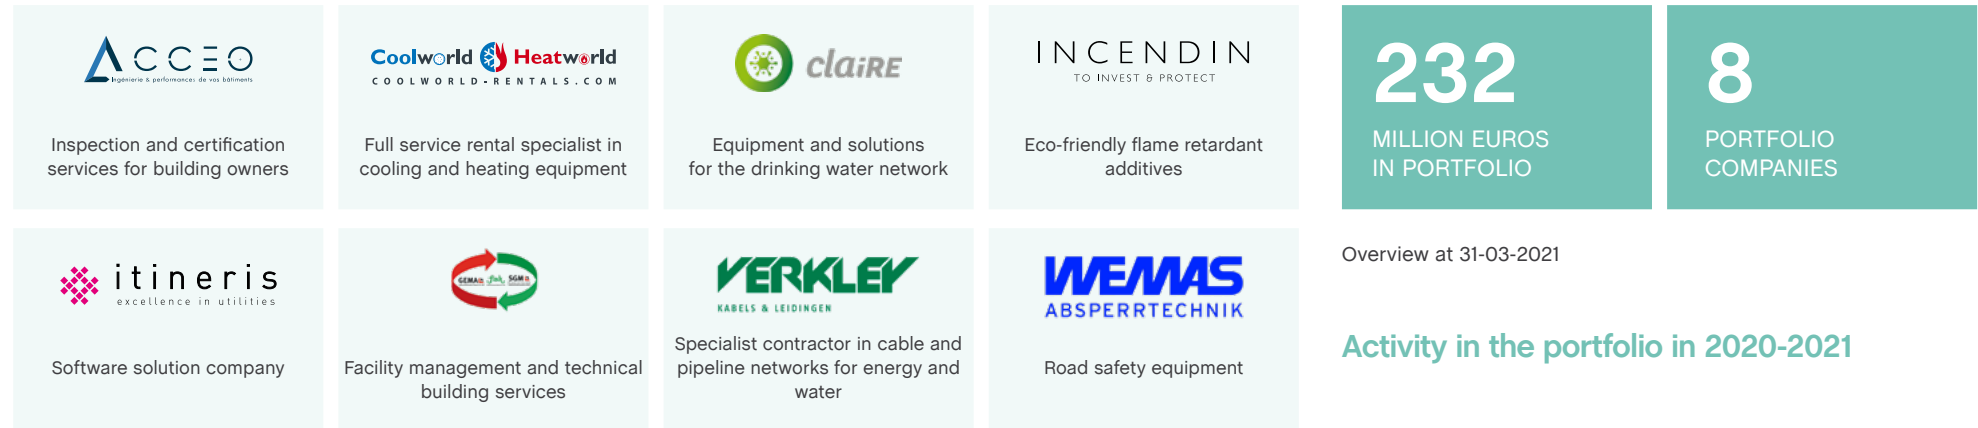 ACCEO
Ingénierie & performances de vos bâtiments
Inspection and certification
services for building owners
Coolworld Heatworld
COOLWORLD-RENTALS.COM
Full service rental specialist in
cooling and heating equipment
claiRE
Equipment and solutions
for the drinking water network
INCENDIN
TO INVEST & PROTECT
Eco-friendly flame retardant
additives
232
MILLION EUROS
IN PORTFOLIO
8
PORTFOLIO
COMPANIES
itineris
excellence in utilities
Software solution company
GEMA SGM
Facility management and technical
building services
VERKLEY
KABELS & LEIDINGEN
Specialist contractor in cable and
pipeline networks for energy and
water
WEMAS
ABSPERRTECHNIK
Road safety equipment
Overview at 31-03-2021
Activity in the portfolio in 2020-2021